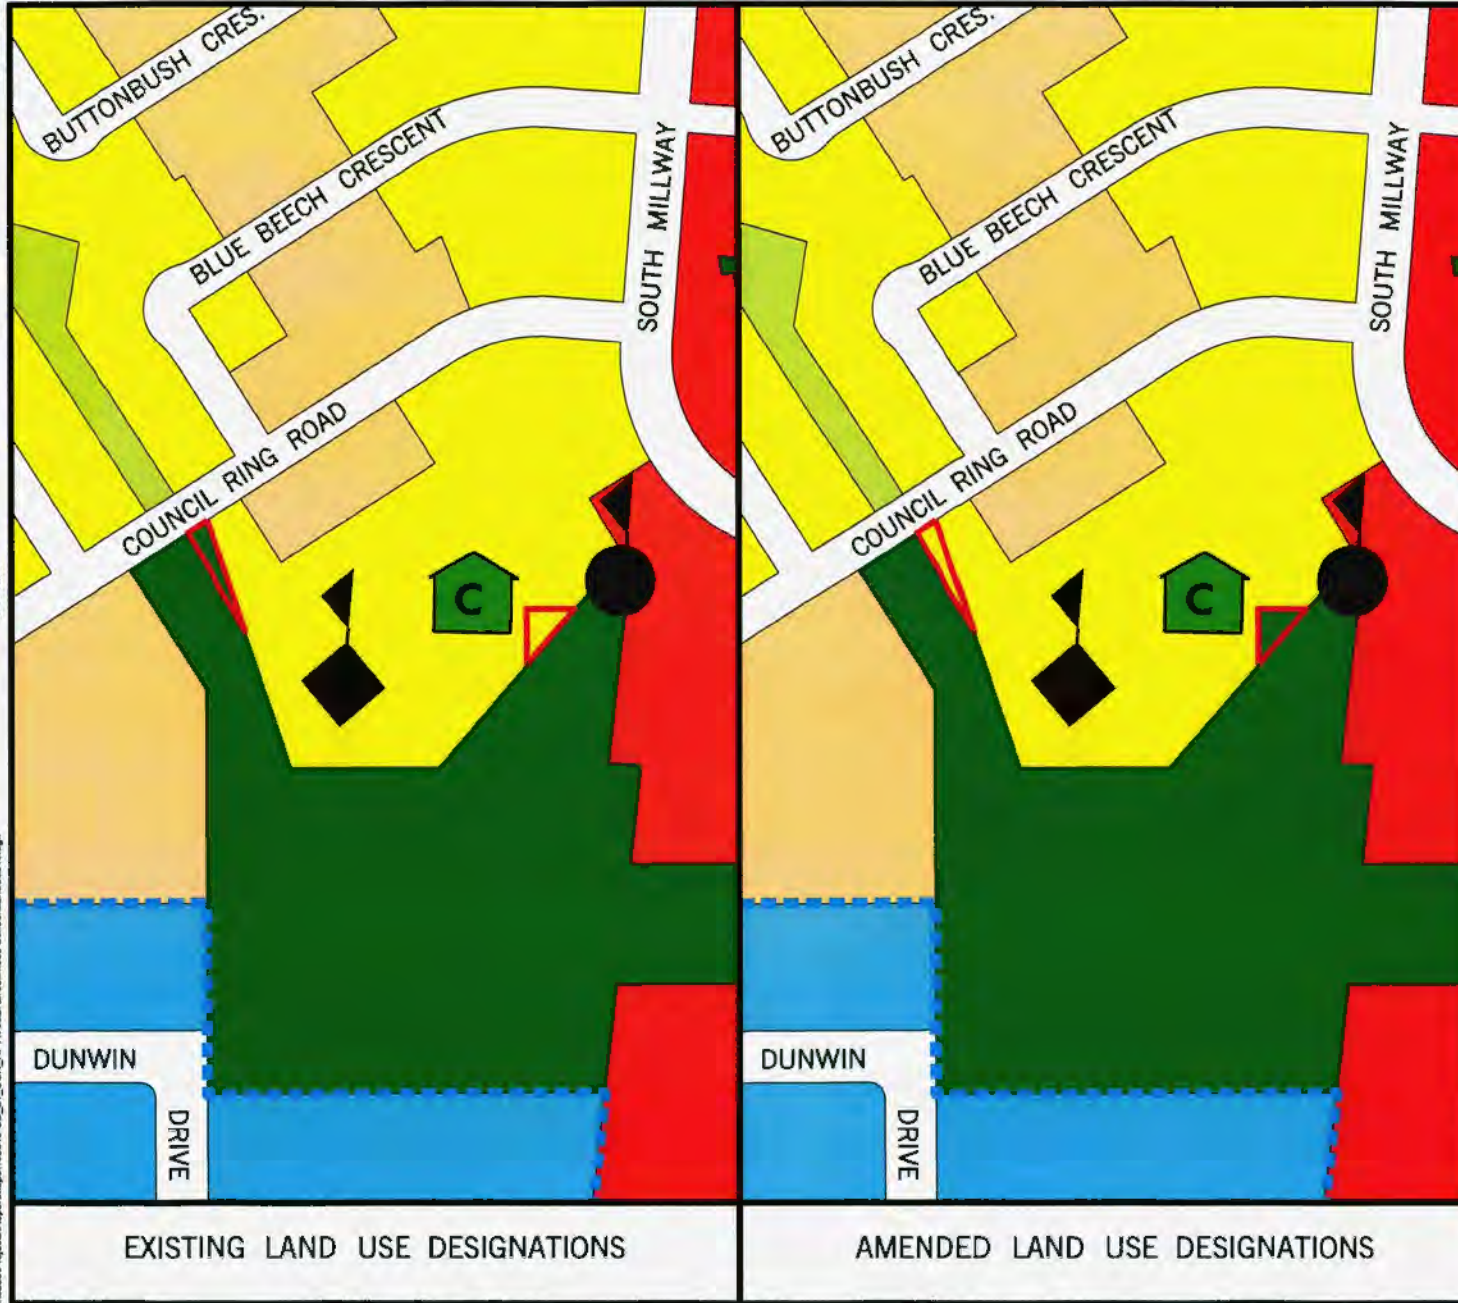 BUTTONBUSH CRES.
BLUE BEECH CRESCENT
SOUTH MILLWAY
COUNCIL RING ROAD
C
DUNWIN
DRIVE
EXISTING LAND USE DESIGNATIONS
BUTTONBUSH CRES.
BLUE BEECH CRESCENT
SOUTH MILLWAY
COUNCIL RING ROAD
C
DUNWIN
DRIVE
AMENDED LAND USE DESIGNATIONS